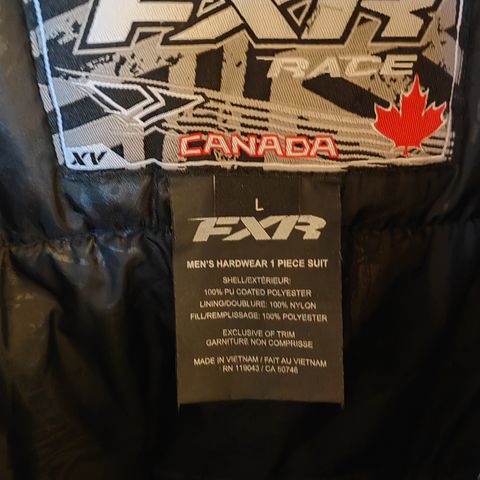 FXR
RACE
CANADA
XV
L
FXR
MEN'S HARDWEAR 1 PIECE SUIT
SHELL/EXTÉRIEUR:
100% PU COATED POLYESTER
LINING/DOUBLURE: 100% NYLON
FILL/REMPLISSAGE: 100% POLYESTER
EXCLUSIVE OF TRIM
GARNITURE NON COMPRISE
MADE IN VIETNAM / FAIT AU VIETNAM
RN 119043 / CA 60746